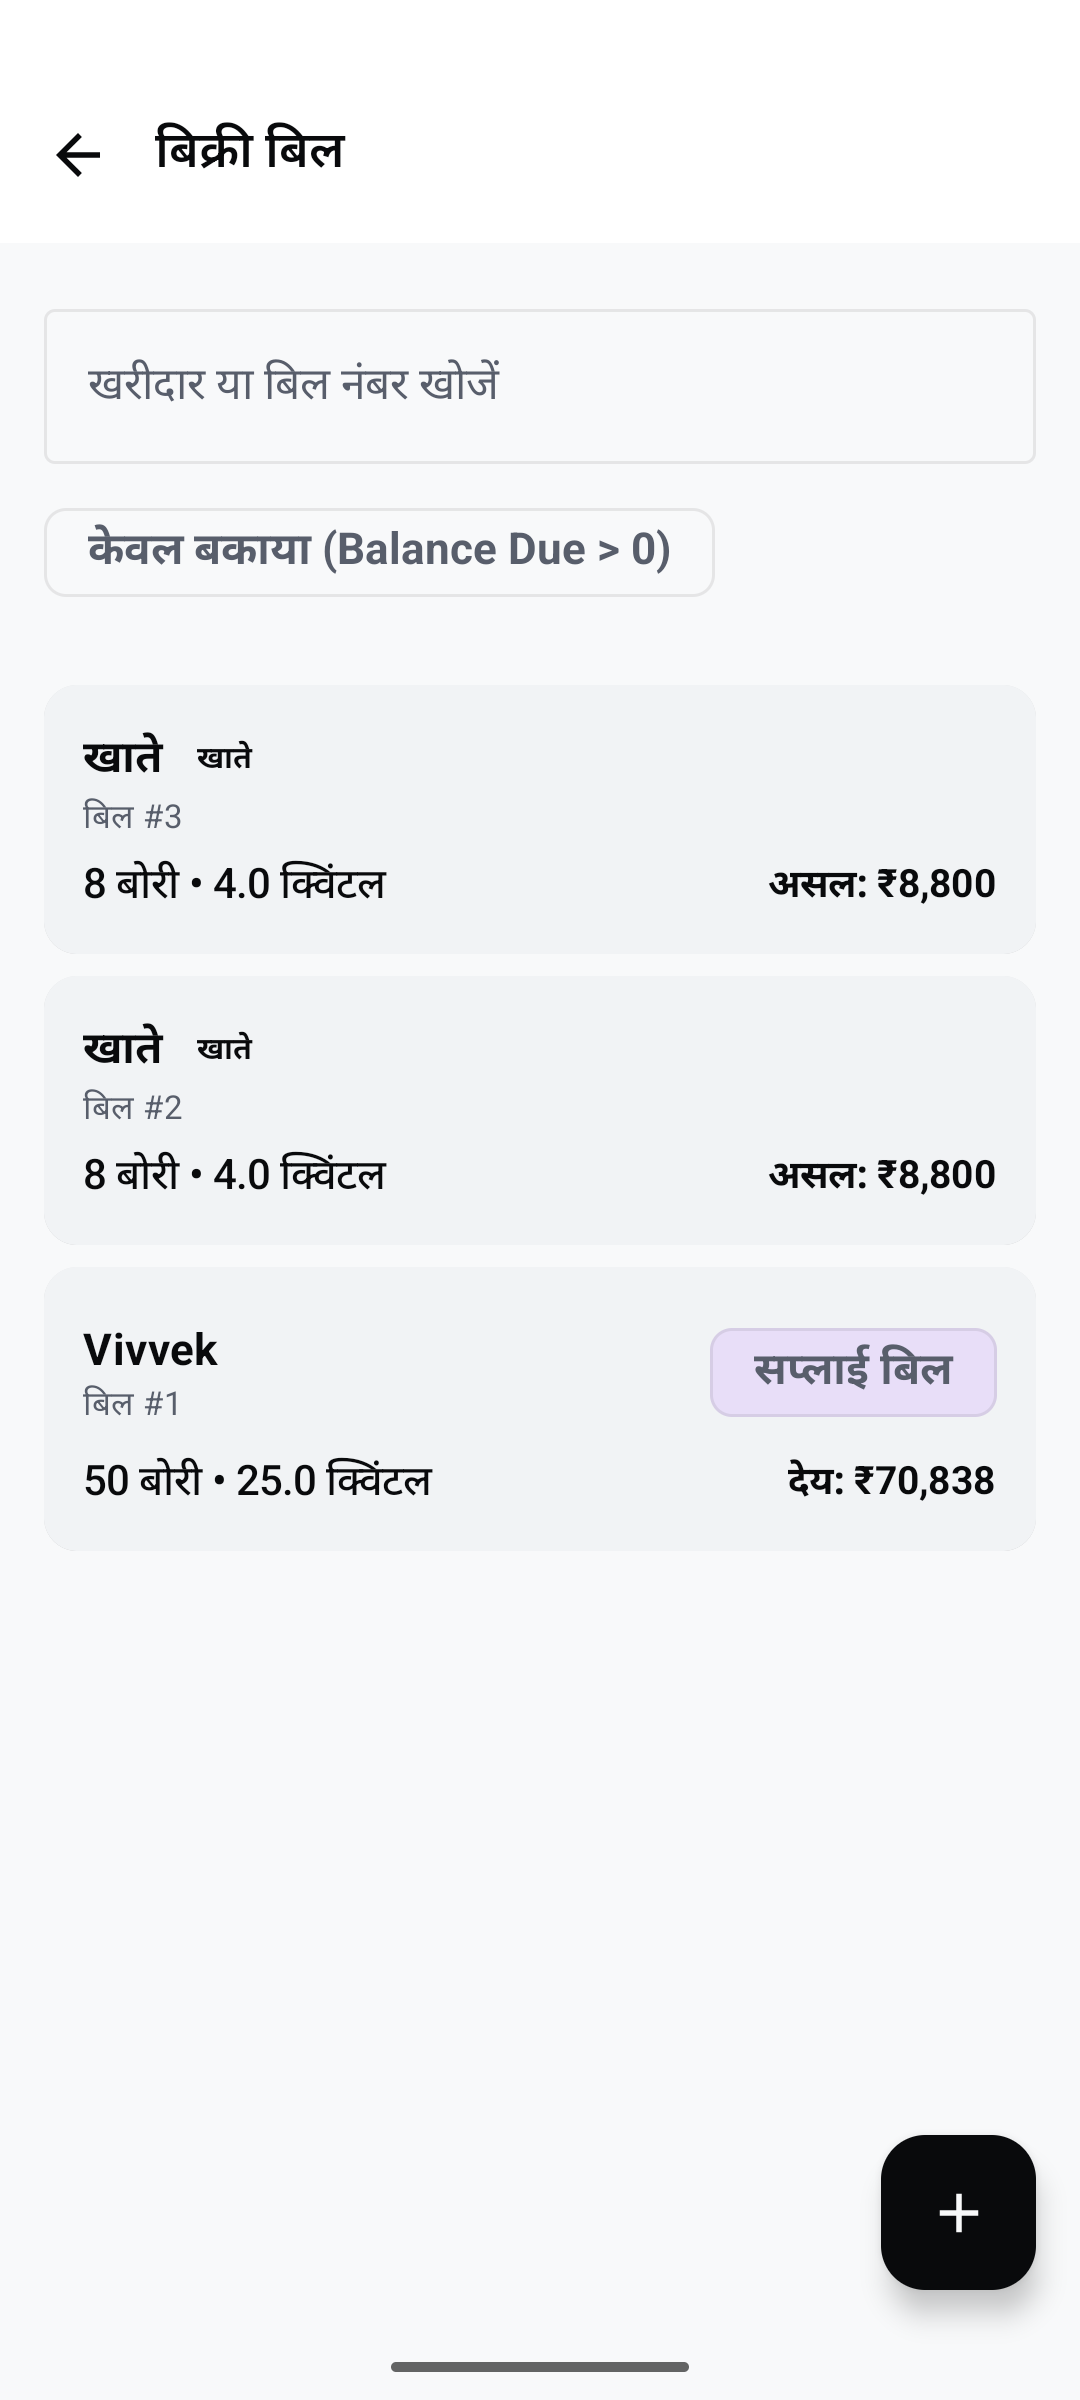 बिक्री बिल
खरीदार या बिल नंबर खोजें
केवल बकाया (Balance Due > 0)
खाते खाते
बिल #3
8 बोरी • 4.0 क्विंटल असल: ₹8,800
खाते खाते
बिल #2
8 बोरी • 4.0 क्विंटल असल: ₹8,800
Vivvek सप्लाई बिल
बिल #1
50 बोरी • 25.0 क्विंटल देय: ₹70,838